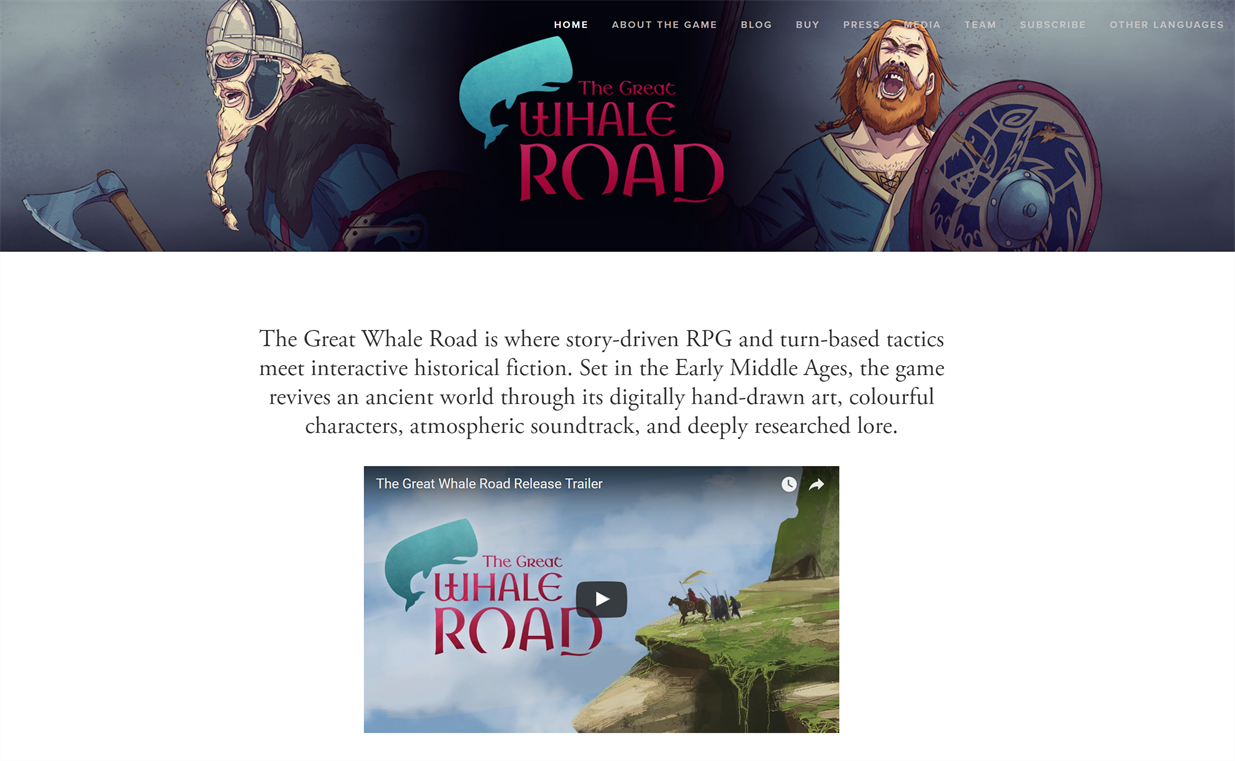 HOME ABOUT THE GAME BLOG BUY PRESS MEDIA TEAM SUBSCRIBE OTHER LANGUAGES
The Great
WHALE
ROAD
The Great Whale Road is where story-driven RPG and turn-based tactics
meet interactive historical fiction. Set in the Early Middle Ages, the game
revives an ancient world through its digitally hand-drawn art, colourful
characters, atmospheric soundtrack, and deeply researched lore.
The Great Whale Road Release Trailer
The Great
WHALE
ROAD